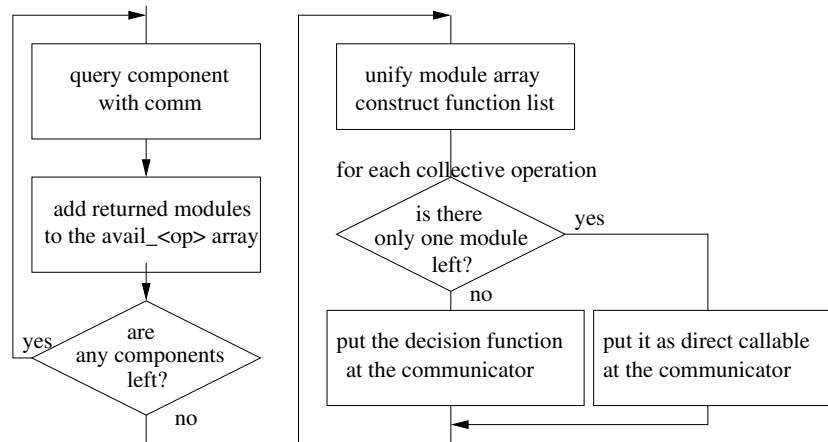 query component
with comm
add returned modules
to the avail_<op> array
yes
are
any components
left?
no
unify module array
construct function list
for each collective operation
is there
only one module
left?
yes
no
put the decision function
at the communicator
put it as direct callable
at the communicator